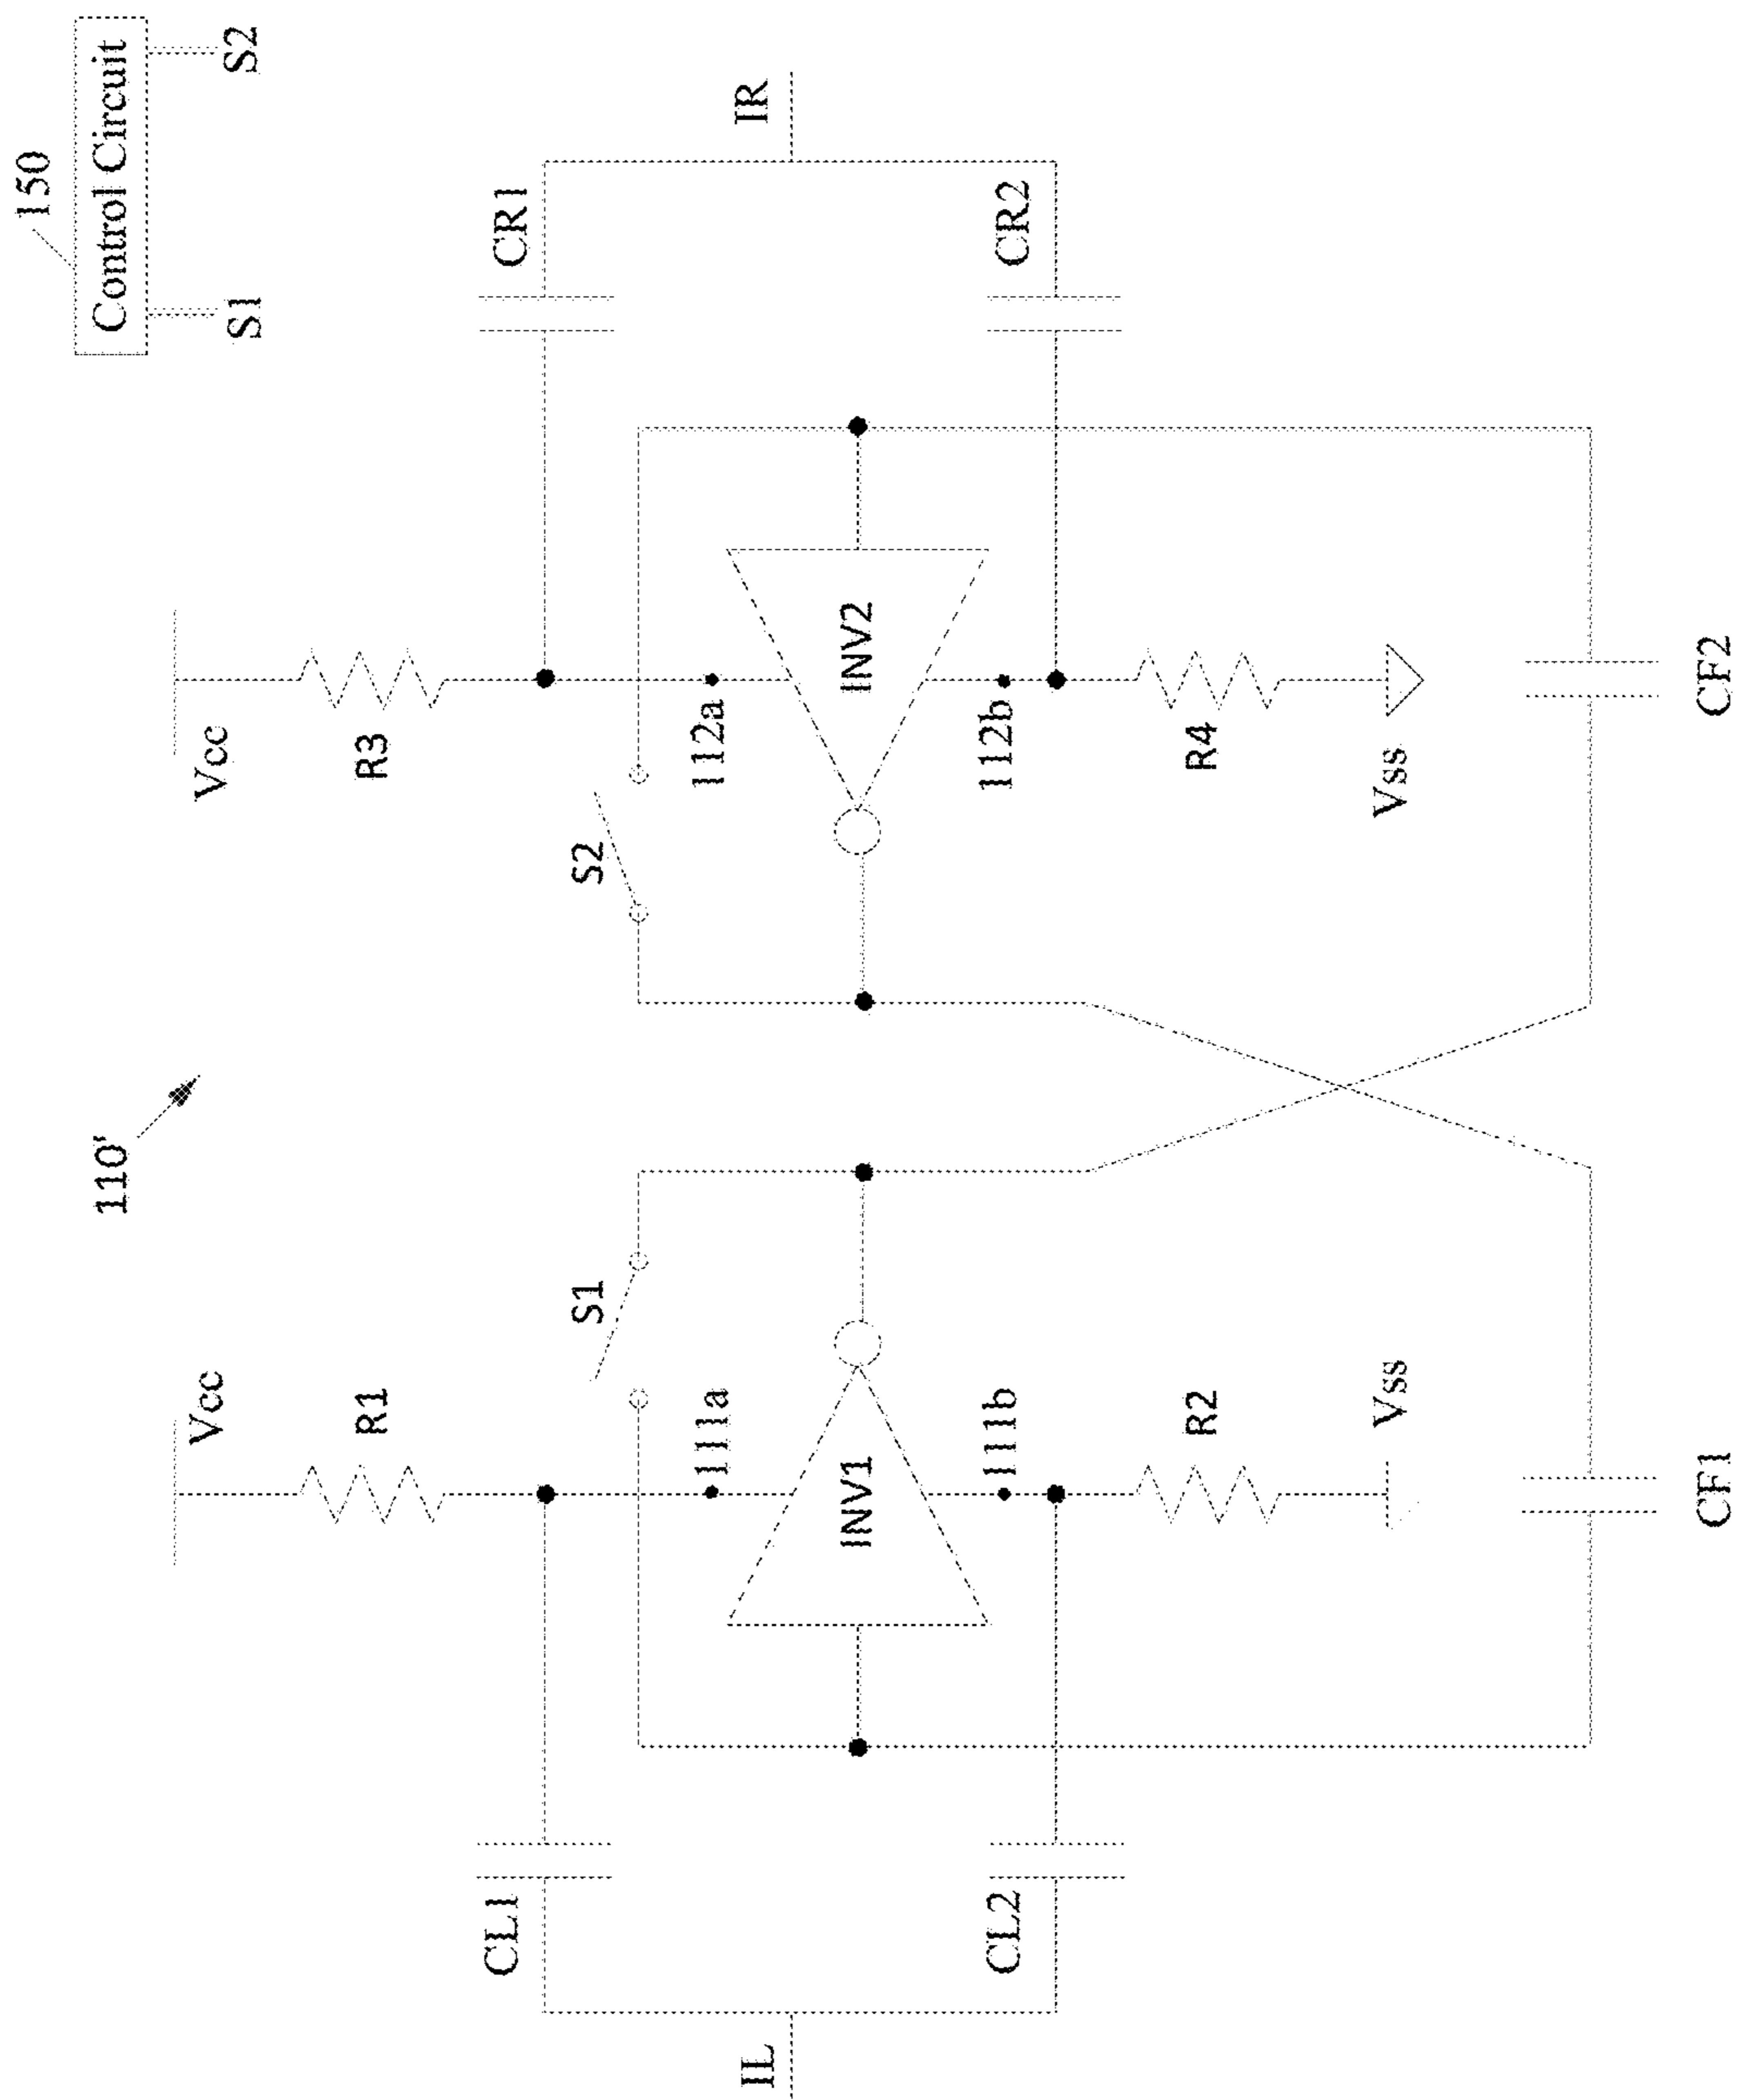 110'
150
Control Circuit
S1
S2
Vcc
Vcc
R1
R3
CL1
CR1
S1
S2
111a
112a
IL
INV1
INV2
IR
111b
112b
CL2
CR2
R2
R4
Vss
Vss
CF1
CF2